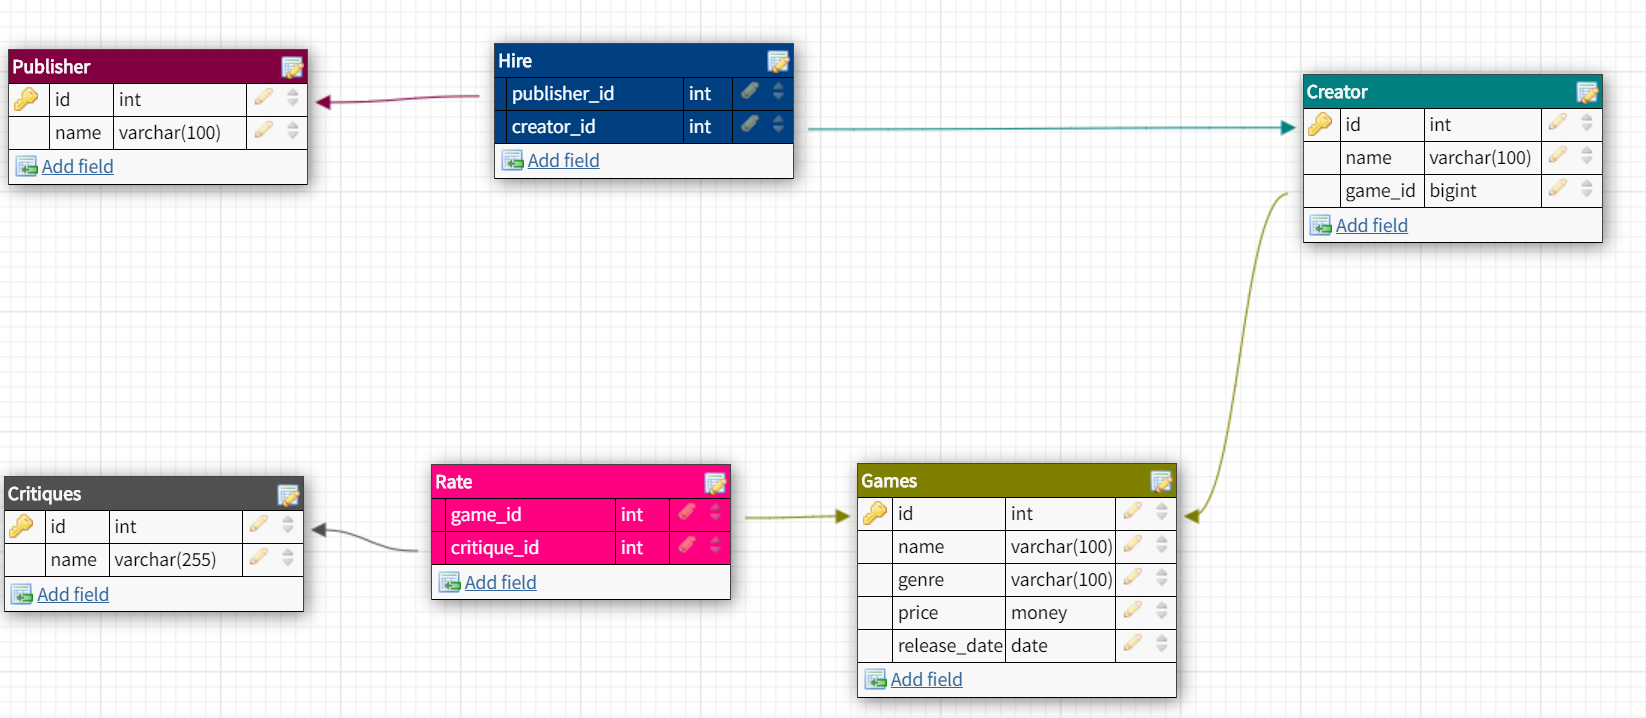 Publisher
id int
name varchar(100)
Add field
Hire
publisher_id int
creator_id int
Add field
Creator
id int
name varchar(100)
game_id bigint
Add field
Critiques
id int
name varchar(255)
Add field
Rate
game_id int
critique_id int
Add field
Games
id int
name varchar(100)
genre varchar(100)
price money
release_date date
Add field